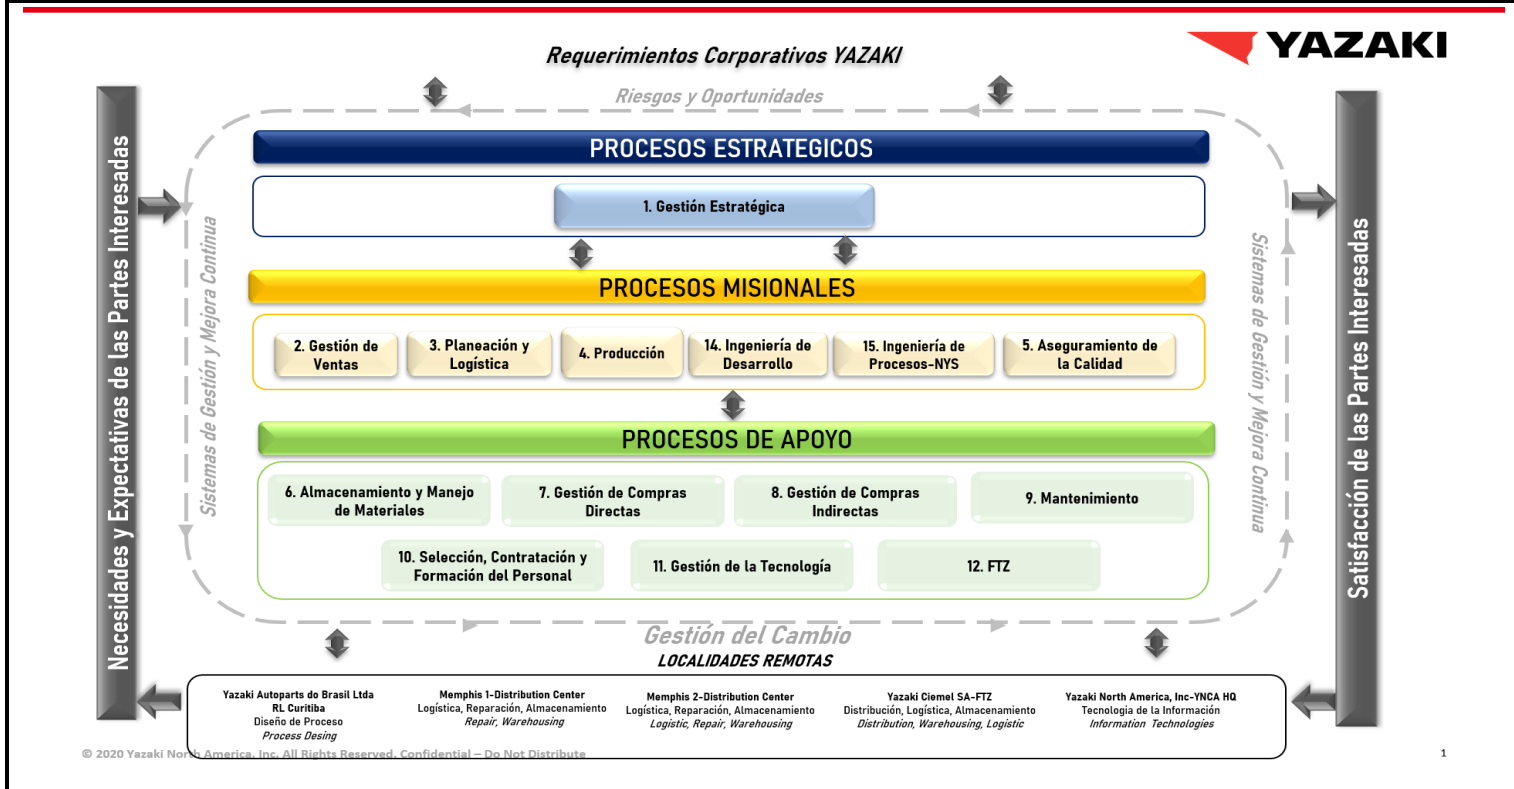 YAZAKI
Requerimientos Corporativos YAZAKI
Riesgos y Oportunidades
Necesidades y Expectativas de las Partes Interesadas
Sistemas de Gestión y Mejora Continua
PROCESOS ESTRATEGICOS
1. Gestión Estratégica
PROCESOS MISIONALES
2. Gestión de
Ventas
3. Planeación y
Logística
4. Producción
14. Ingeniería de
Desarrollo
15. Ingeniería de
Procesos-NYS
5. Aseguramiento de
la Calidad
PROCESOS DE APOYO
6. Almacenamiento y Manejo
de Materiales
7. Gestión de Compras
Directas
8. Gestión de Compras
Indirectas
9. Mantenimiento
10. Selección, Contratación y
Formación del Personal
11. Gestión de la Tecnología
12. FTZ
Sistemas de Gestión y Mejora Continua
Satisfacción de las Partes Interesadas
Gestión del Cambio
LOCALIDADES REMOTAS
Yazaki Autoparts do Brasil Ltda
RL Curitiba
Diseño de Proceso
Process Desing
Memphis 1-Distribution Center
Logística, Reparación, Almacenamiento
Repair, Warehousing
Memphis 2-Distribution Center
Logística, Reparación, Almacenamiento
Logistic, Repair, Warehousing
Yazaki Ciemel SA-FTZ
Distribución, Logística, Almacenamiento
Distribution, Warehousing, Logistic
Yazaki North America, Inc-YNCA HQ
Tecnologia de la Información
Information Technologies
© 2020 Yazaki North America, Inc. All Rights Reserved. Confidential – Do Not Distribute
1